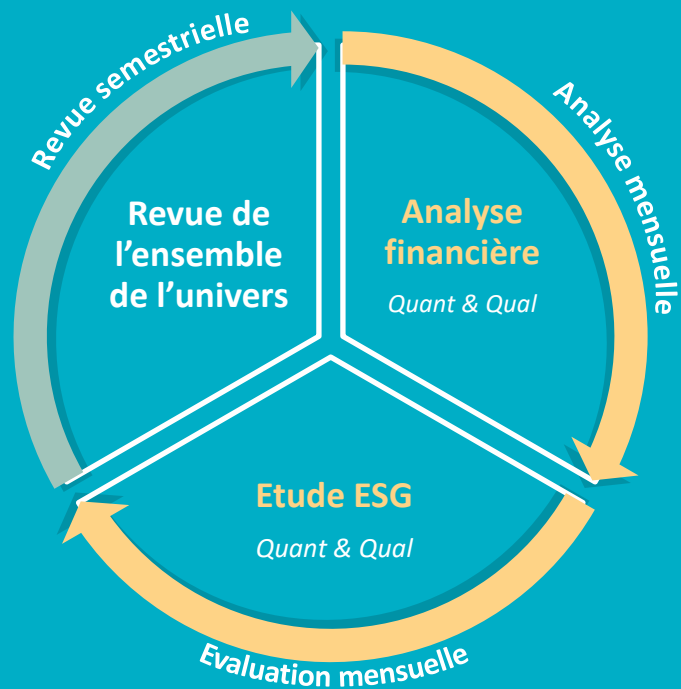 Revue semestrielle
Analyse mensuelle
Revue de
l’ensemble
de l’univers
Analyse
financière
Quant & Qual
Etude ESG
Quant & Qual
Evaluation mensuelle